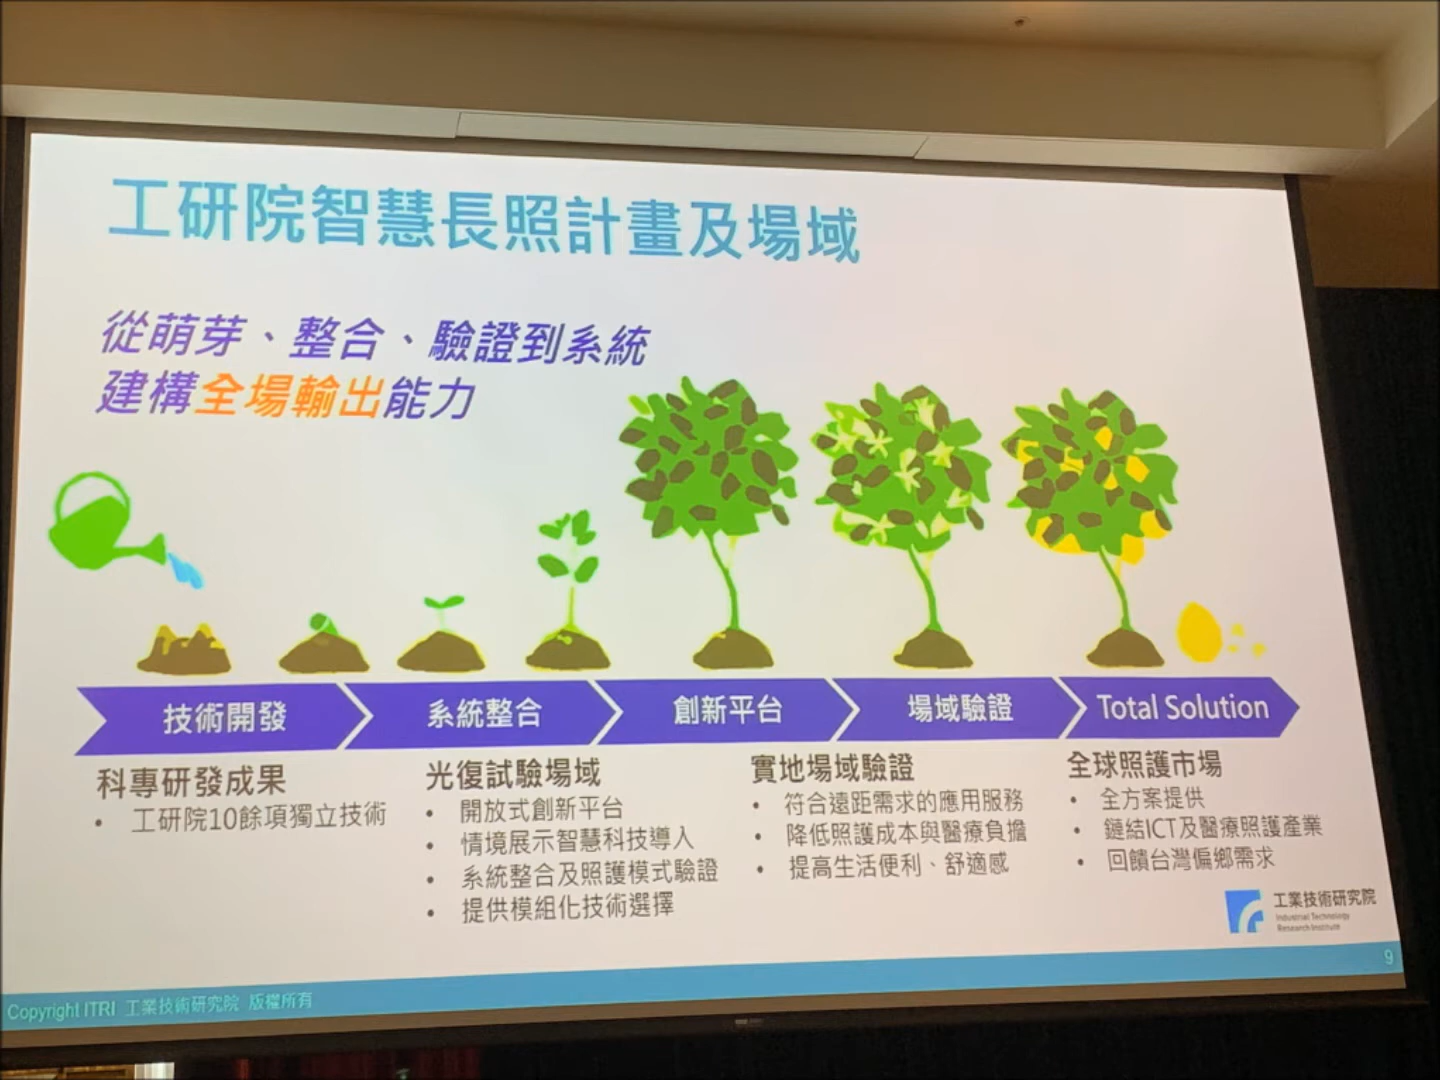 工研院智慧長照計畫及場域
從萌芽、整合、驗證到系統
建構全場輸出能力
技術開發
系統整合
創新平台
場域驗證
Total Solution
科專研發成果
• 工研院10餘項獨立技術
光復試驗場域
• 開放式創新平台
• 情境展示智慧科技導入
• 系統整合及照護模式驗證
• 提供模組化技術選擇
實地場域驗證
• 符合遠距需求的應用服務
• 降低照護成本與醫療負擔
• 提高生活便利、舒適感
全球照護市場
• 全方案提供
• 鏈結ICT及醫療照護產業
• 回饋台灣偏鄉需求
工業技術研究院
Industrial Technology
Research Institute
9
Copyright ITRI 工業技術研究院 版權所有